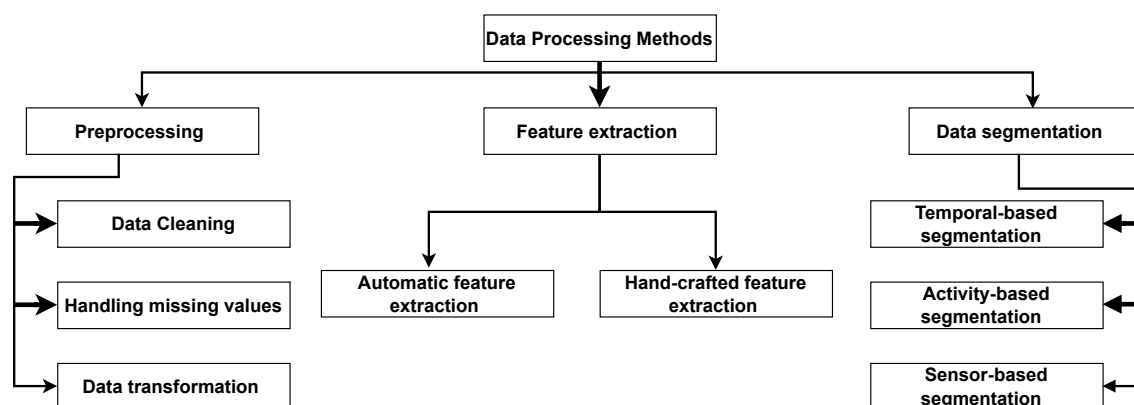 Data Processing Methods
Preprocessing
Feature extraction
Data segmentation
Data Cleaning
Handling missing values
Data transformation
Automatic feature
extraction
Hand-crafted feature
extraction
Temporal-based
segmentation
Activity-based
segmentation
Sensor-based
segmentation